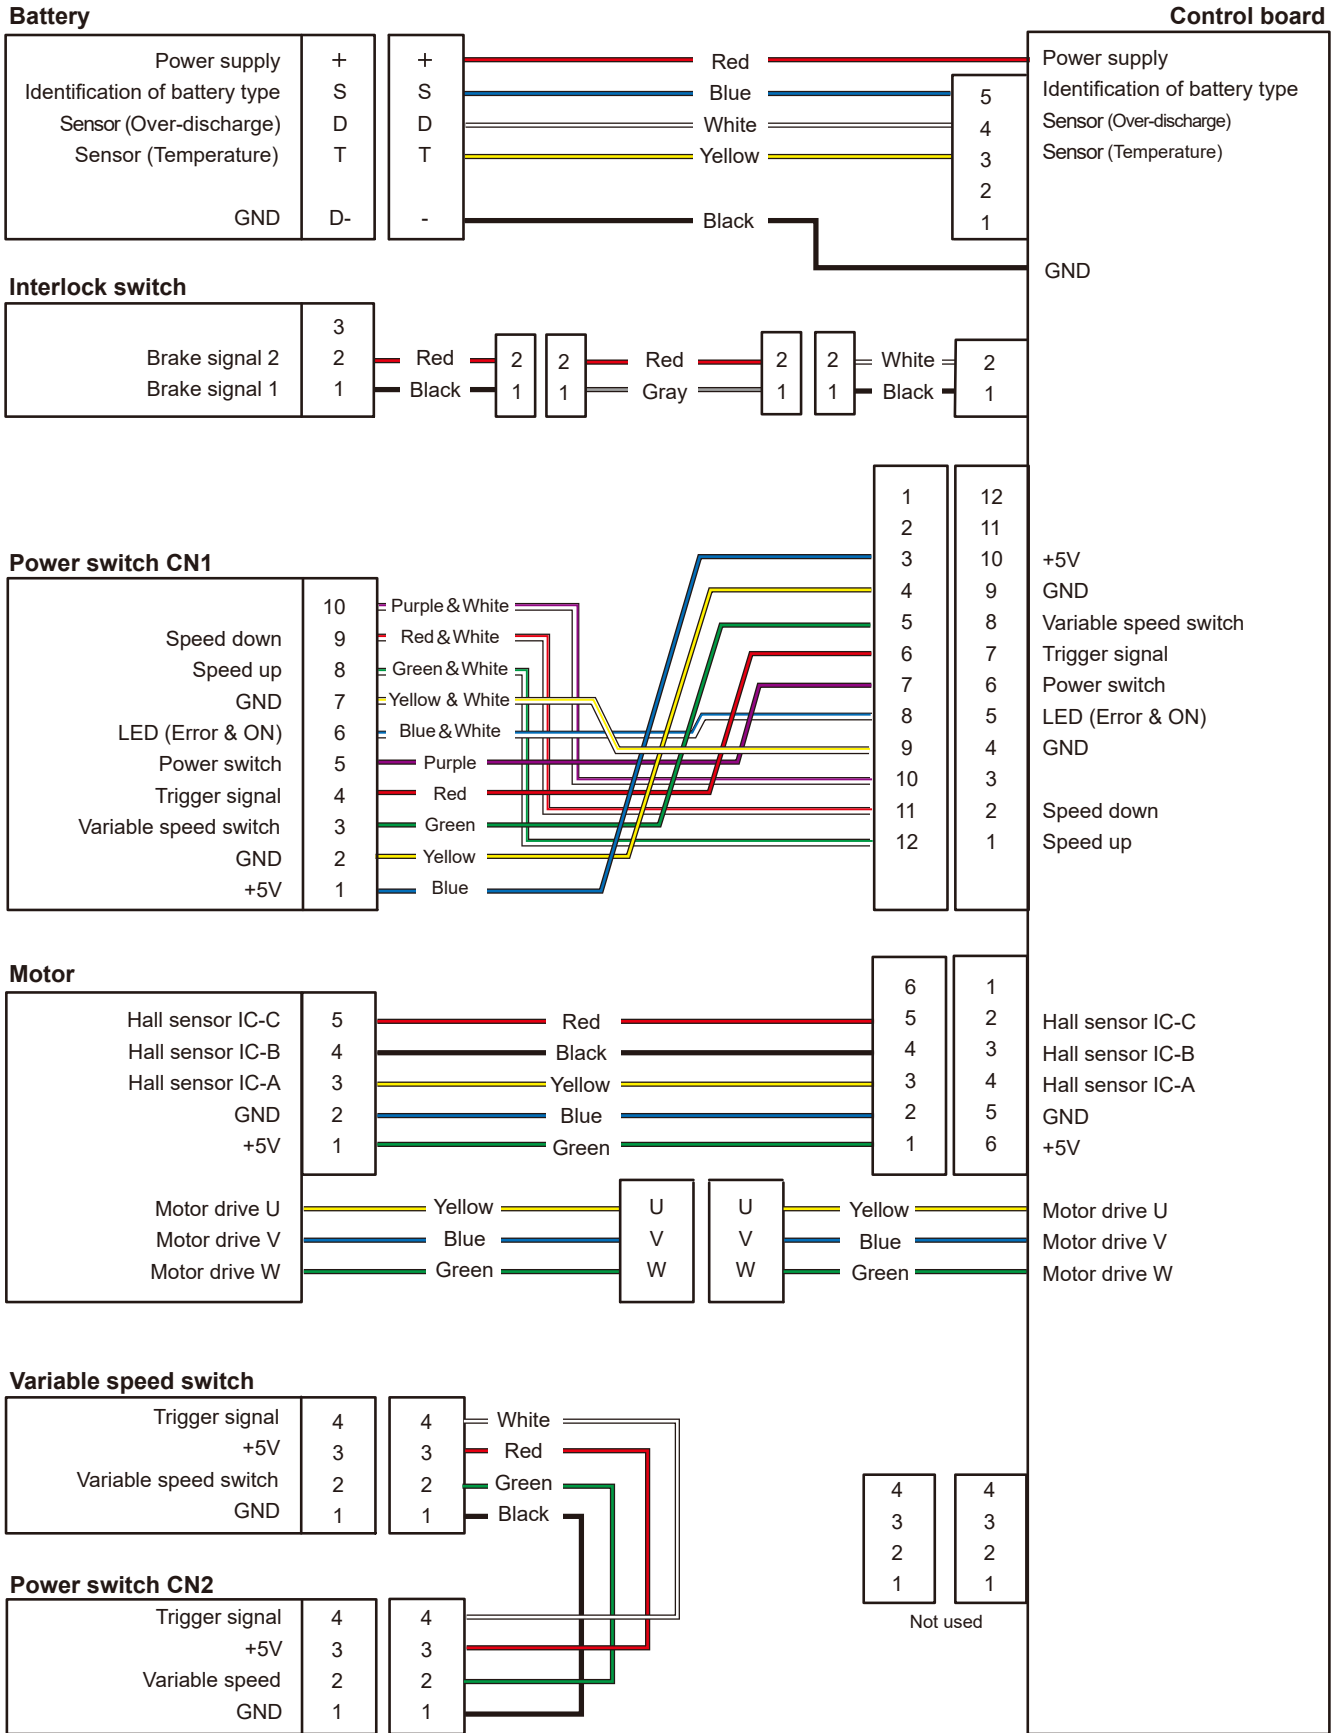 Battery Control board
Power supply + + Red Power supply
Identification of battery type S S Blue 5 Identification of battery type
Sensor (Over-discharge) D D White 4 Sensor (Over-discharge)
Sensor (Temperature) T T Yellow 3 Sensor (Temperature)
2
GND D- - Black 1
GND
Interlock switch
3
Brake signal 2 2 Red 2 2 Red 2 2 White 2
Brake signal 1 1 Black 1 1 Gray 1 1 Black 1
1 12
2 11
Power switch CN1 3 10 +5V
4 9 GND
10 Purple & White 5 8 Variable speed switch
Speed down 9 Red & White 6 7 Trigger signal
Speed up 8 Green & White 7 6 Power switch
GND 7 Yellow & White 8 5 LED (Error & ON)
LED (Error & ON) 6 Blue & White 9 4 GND
Power switch 5 Purple 10 3
Trigger signal 4 Red 11 2 Speed down
Variable speed switch 3 Green 12 1 Speed up
GND 2 Yellow
+5V 1 Blue
Motor 6 1
Hall sensor IC-C 5 Red 5 2 Hall sensor IC-C
Hall sensor IC-B 4 Black 4 3 Hall sensor IC-B
Hall sensor IC-A 3 Yellow 3 4 Hall sensor IC-A
GND 2 Blue 2 5 GND
+5V 1 Green 1 6 +5V
Motor drive U Yellow U U Yellow Motor drive U
Motor drive V Blue V V Blue Motor drive V
Motor drive W Green W W Green Motor drive W
Variable speed switch
Trigger signal 4 4 White
+5V 3 3 Red
Variable speed switch 2 2 Green
GND 1 1 Black
4 4
3 3
2 2
1 1
Not used
Power switch CN2
Trigger signal 4 4
+5V 3 3
Variable speed 2 2
GND 1 1